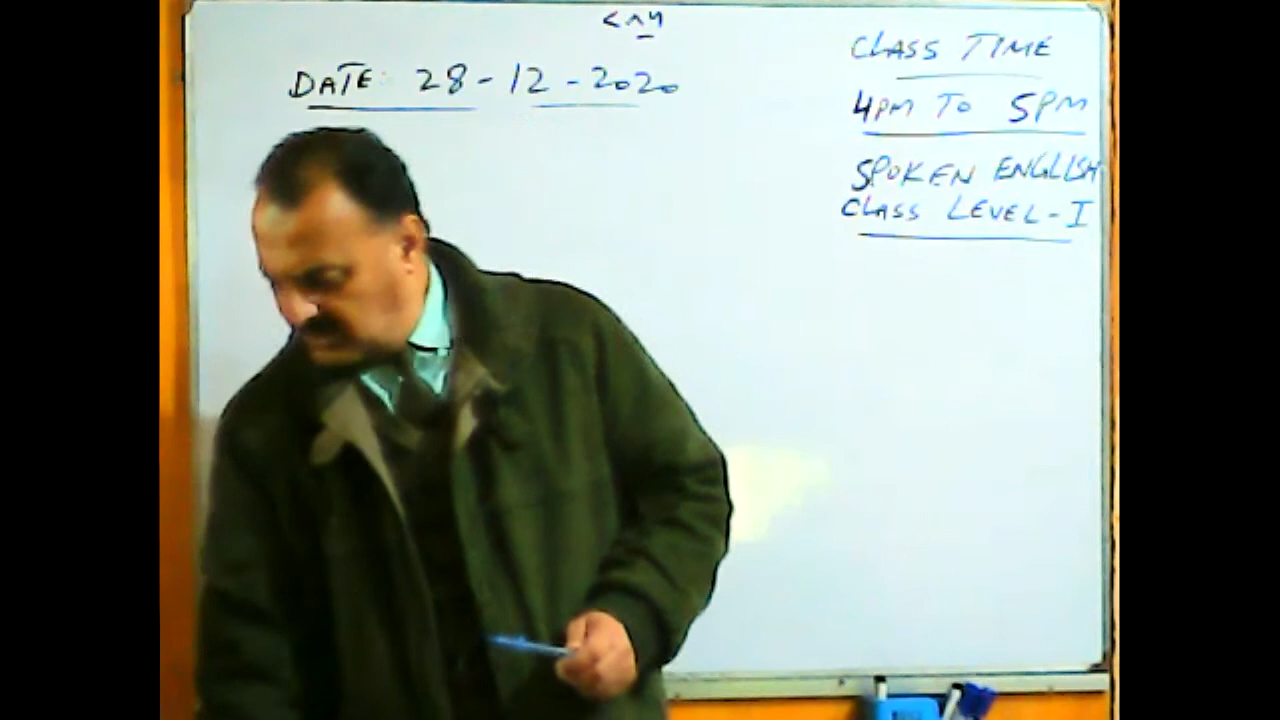 DATE: 28-12-2020
CLASS TIME
4PM TO 5PM
SPOKEN ENGLISH
CLASS LEVEL-I